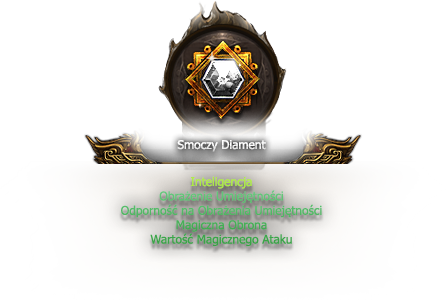 Smoczy Diament
Inteligencja
Obrażenia Umiejętności
Odporność na Obrażenia Umiejętności
Magiczna Obrona
Wartość Magicznego Ataku